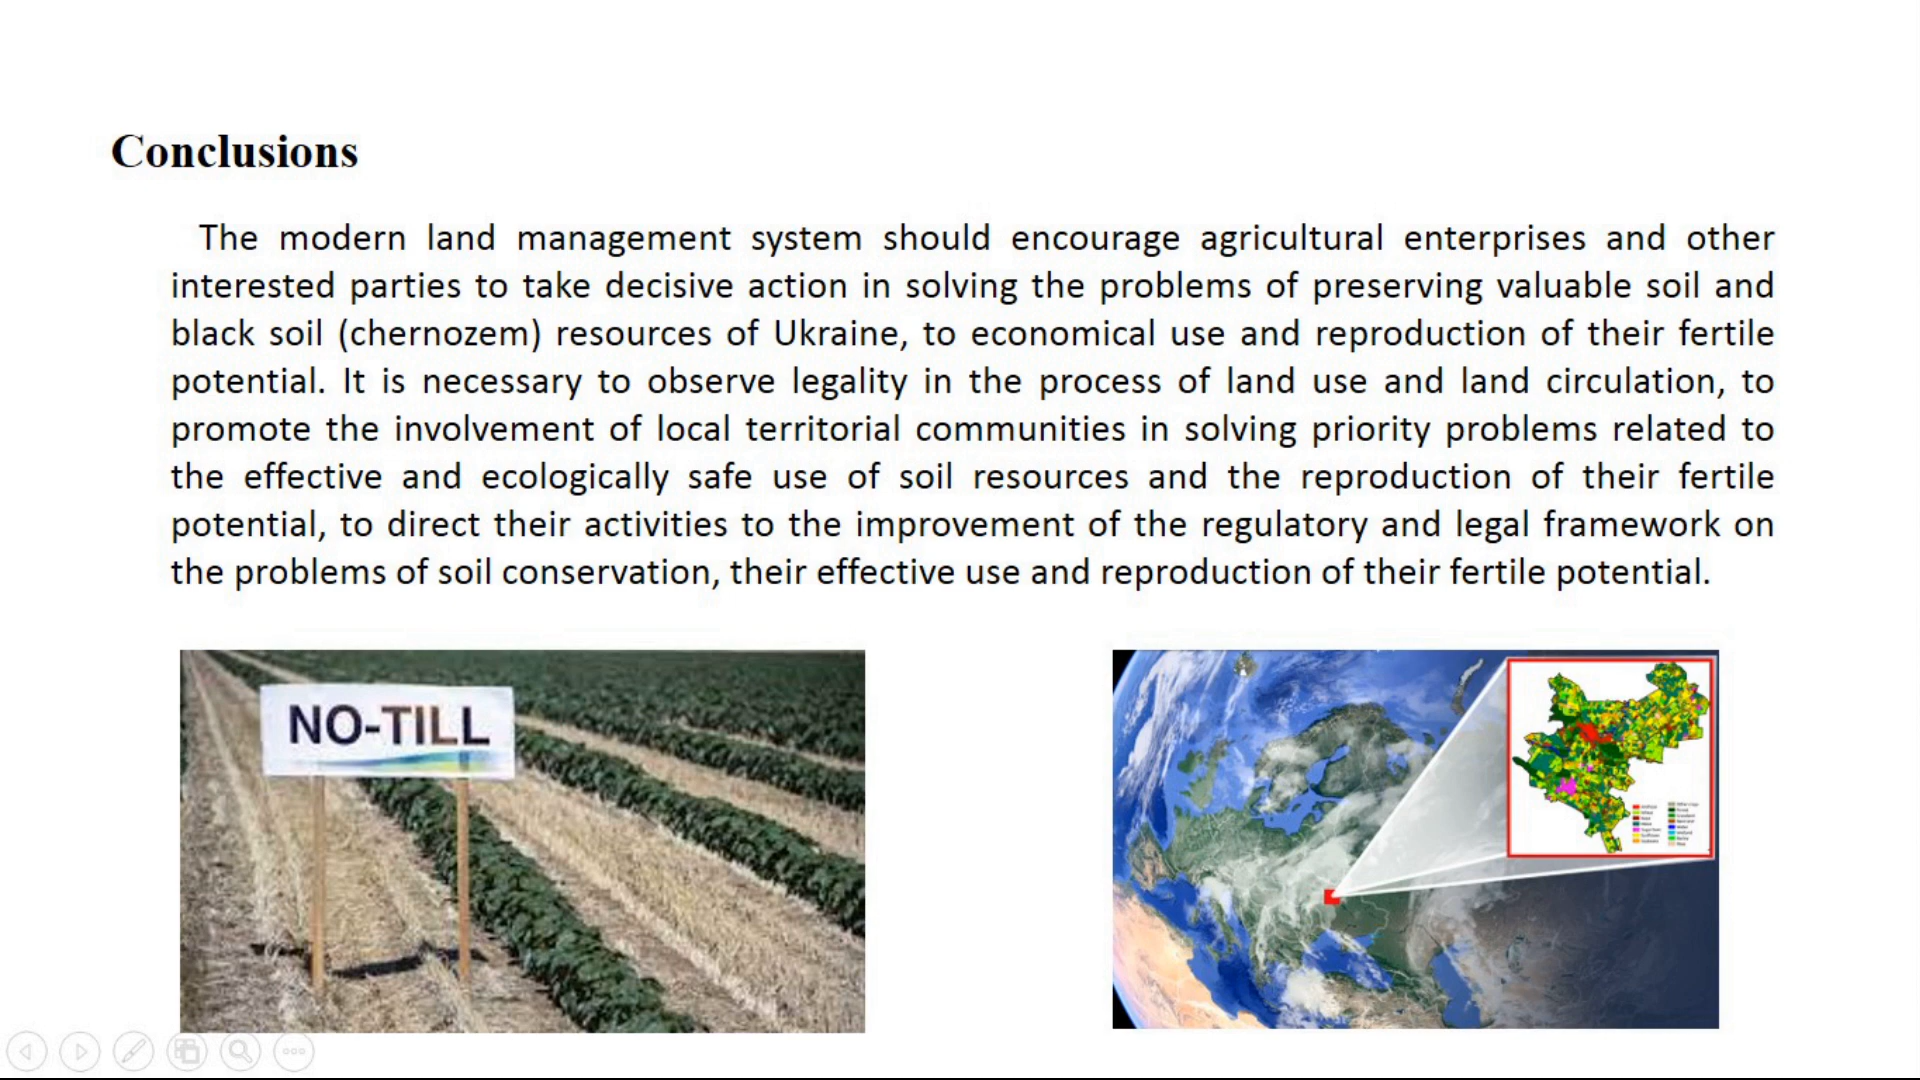 Conclusions
The modern land management system should encourage agricultural enterprises and other
interested parties to take decisive action in solving the problems of preserving valuable soil and
black soil (chernozem) resources of Ukraine, to economical use and reproduction of their fertile
potential. It is necessary to observe legality in the process of land use and land circulation, to
promote the involvement of local territorial communities in solving priority problems related to
the effective and ecologically safe use of soil resources and the reproduction of their fertile
potential, to direct their activities to the improvement of the regulatory and legal framework on
the problems of soil conservation, their effective use and reproduction of their fertile potential.
NO-TILL